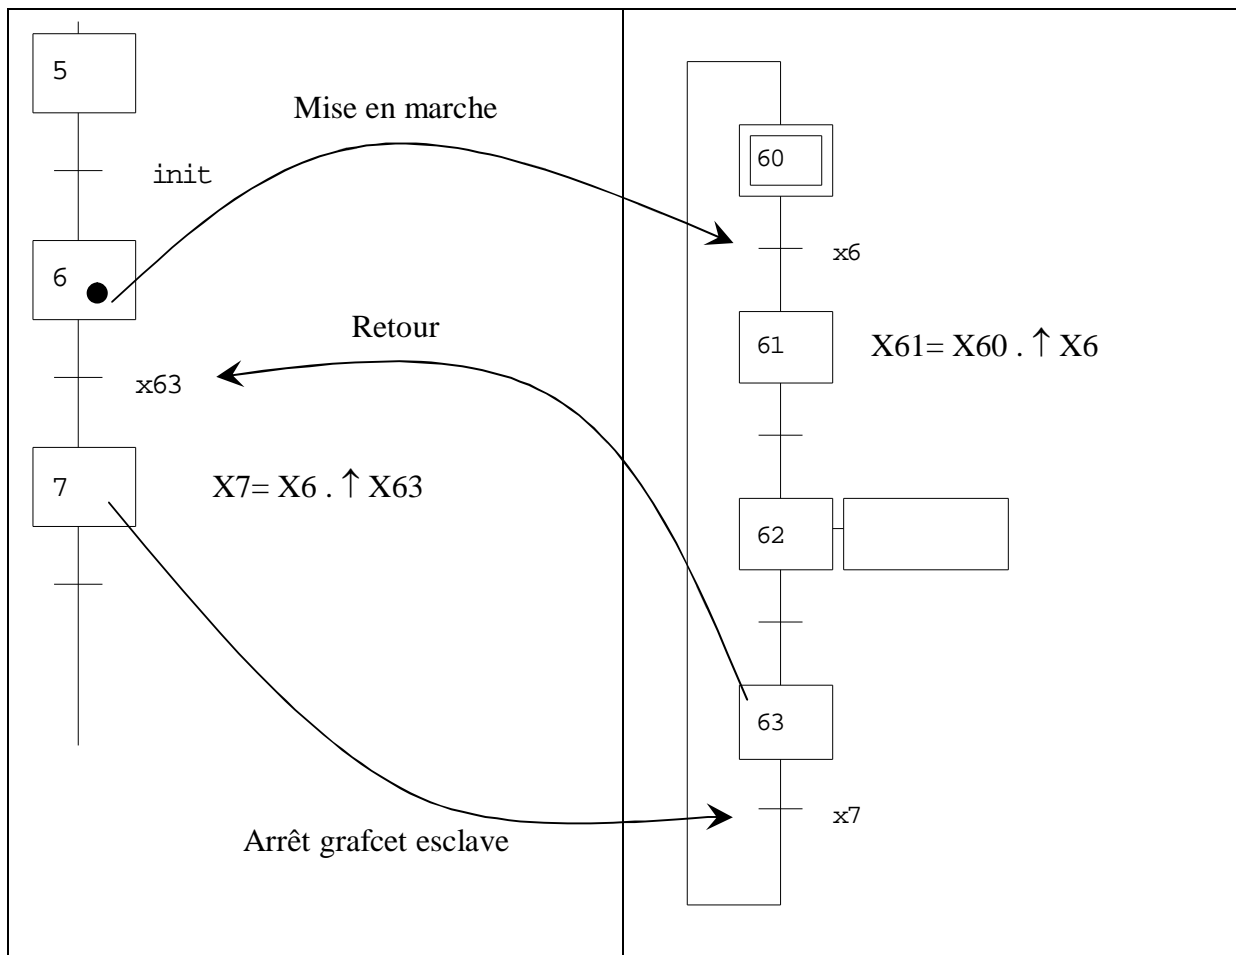 5
init
6
x63
7
X7= X6 . ↑ X63
Mise en marche
Retour
Arrêt grafcet esclave
60
x6
61
X61= X60 . ↑ X6
62
63
x7